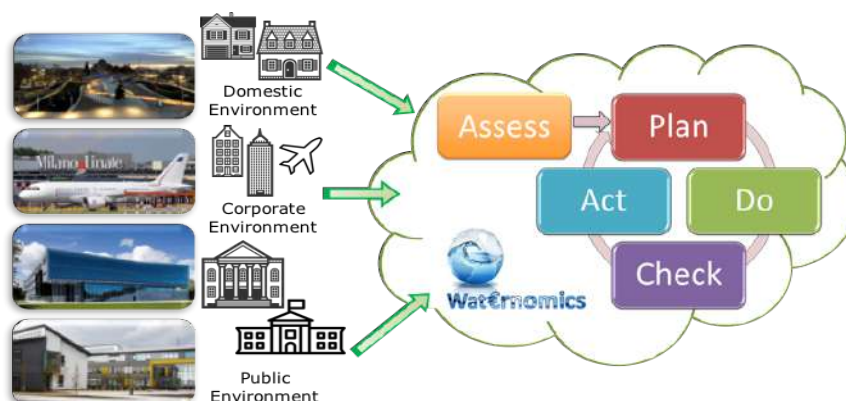 Domestic
Environment
Milano Linate
Corporate
Environment
Public
Environment
Assess
Plan
Act
Do
Check
Wat€rnomics